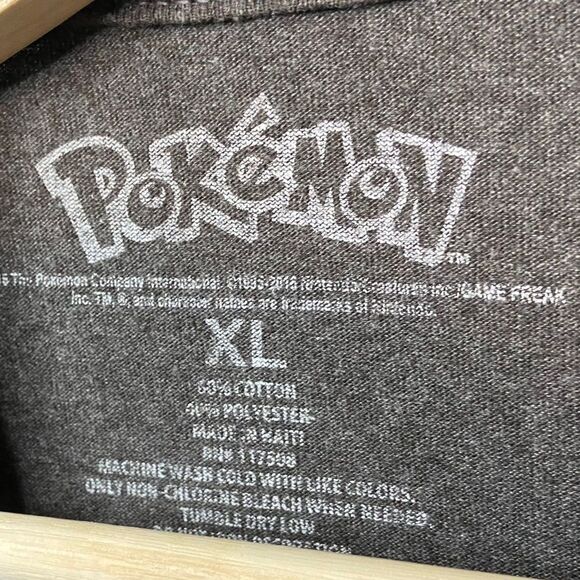 POKéMON™
The Pokémon Company International. ©1995-2016 Nintendo/Creatures Inc./GAME FREAK
Inc. TM, ®, and character names are trademarks of Nintendo.
XL
60% COTTON
40% POLYESTER
MADE IN HAITI
RN# 117508
MACHINE WASH COLD WITH LIKE COLORS.
ONLY NON-CHLORINE BLEACH WHEN NEEDED.
TUMBLE DRY LOW